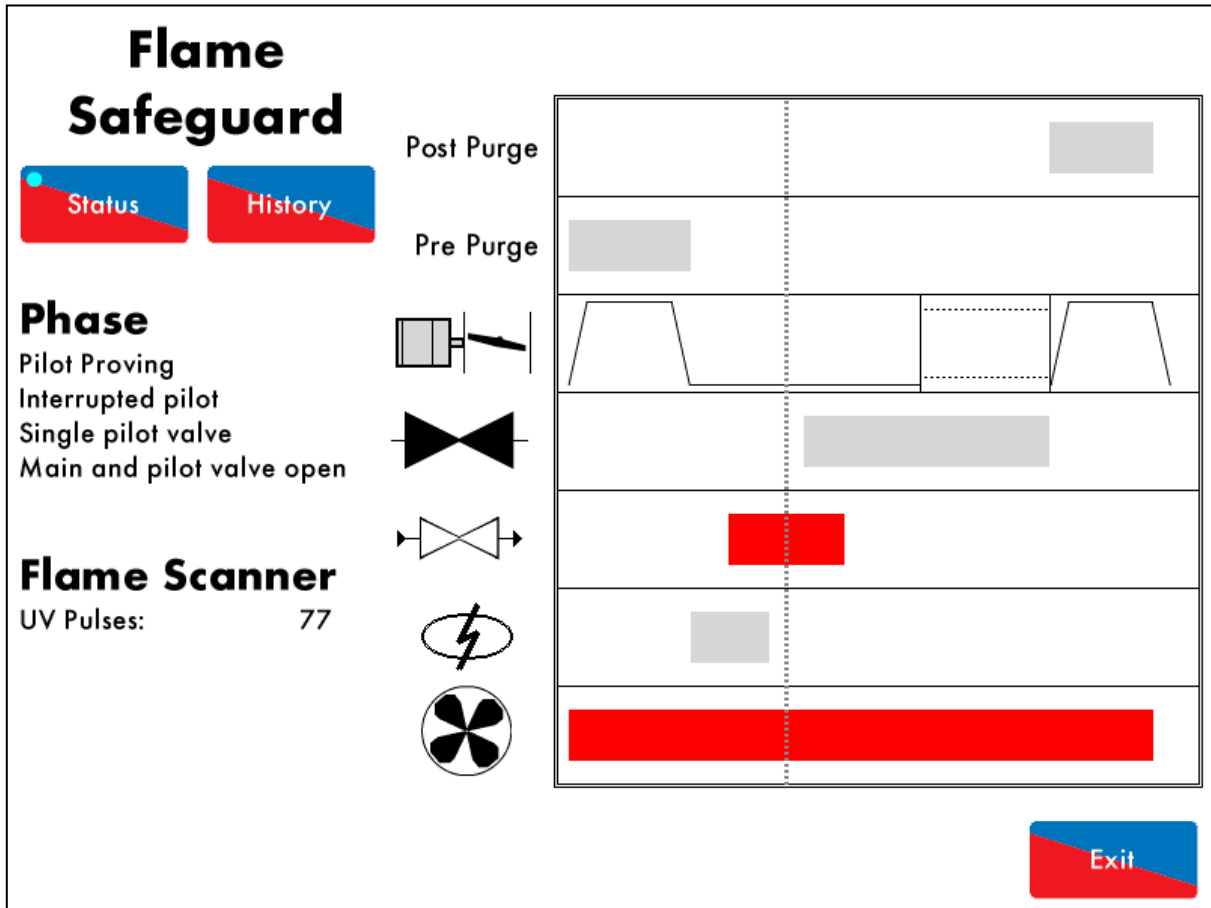 Flame
Safeguard
Status
History
Post Purge
Pre Purge
Phase
Pilot Proving
Interrupted pilot
Single pilot valve
Main and pilot valve open
Flame Scanner
UV Pulses: 77
Exit